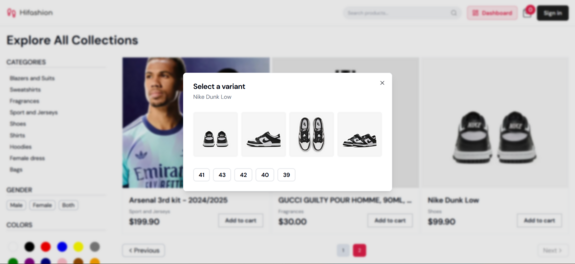 Hifashion
Search products...
Dashboard
Sign in
Explore All Collections
CATEGORIES
Blazers and Suits
Sweatshirts
Fragrances
Sport and Jerseys
Shoes
Shirts
Hoodies
Female dress
Bags
GENDER
Male Female Both
COLORS
Select a variant
Nike Dunk Low
41 43 42 40 39
Emirates
Arsenal 3rd kit - 2024/2025
Sport and Jerseys
$199.90
Add to cart
GUCCI GUILTY POUR HOMME, 90ML, ...
Fragrances
$30.00
Add to cart
NIKE NIKE
Nike Dunk Low
Shoes
$99.90
Add to cart
‹ Previous
1 2
Next ›